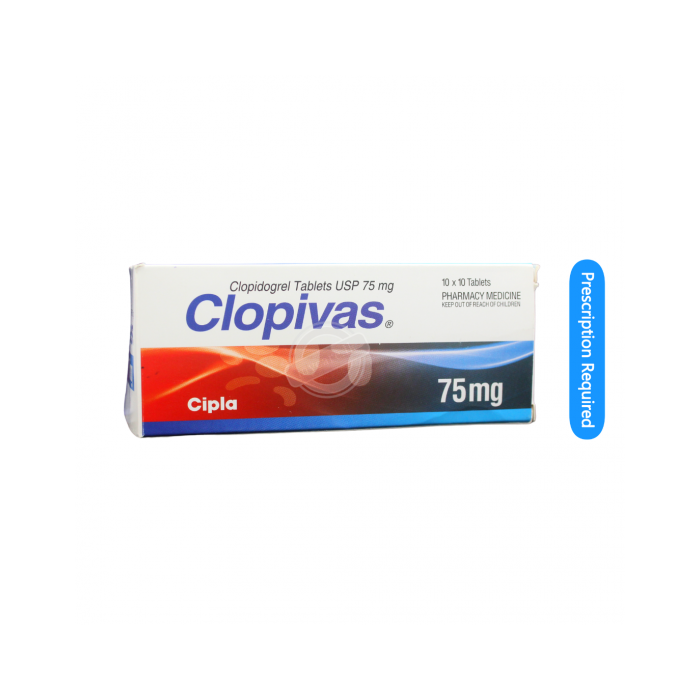 Clopidogrel Tablets USP 75 mg
Clopivas®
10 x 10 Tablets
PHARMACY MEDICINE
KEEP OUT OF REACH OF CHILDREN
Cipla
75mg
Prescription Required